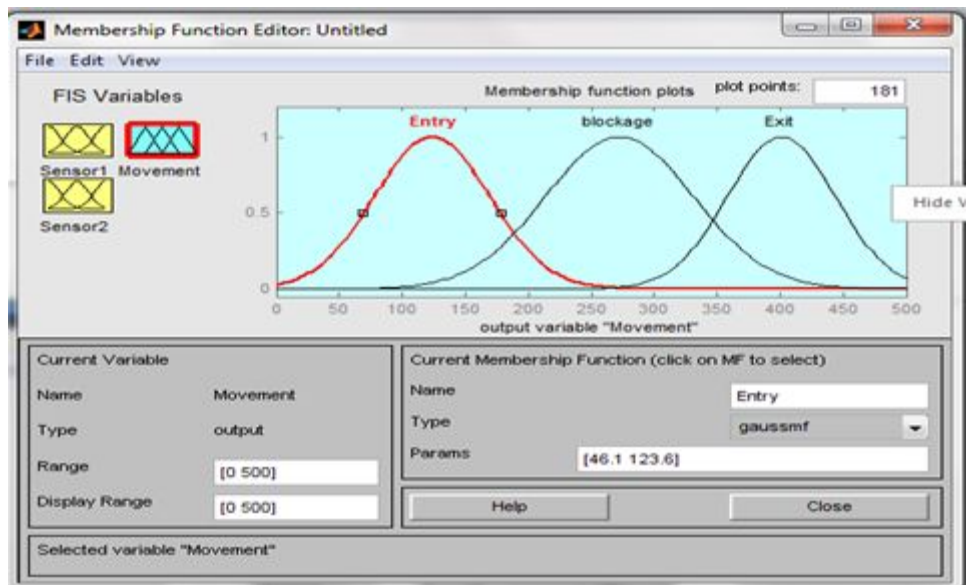 Membership Function Editor: Untitled
File Edit View
FIS Variables
Sensor1 Movement
Sensor2
Membership function plots plot points: 181
Entry blockage Exit
1
0.5
0
0 50 100 150 200 250 300 350 400 450 500
output variable "Movement"
Hide
Current Variable
Name Movement
Type output
Range [0 500]
Display Range [0 500]
Current Membership Function (click on MF to select)
Name Entry
Type gaussmf
Params [46.1 123.6]
Help Close
Selected variable "Movement"